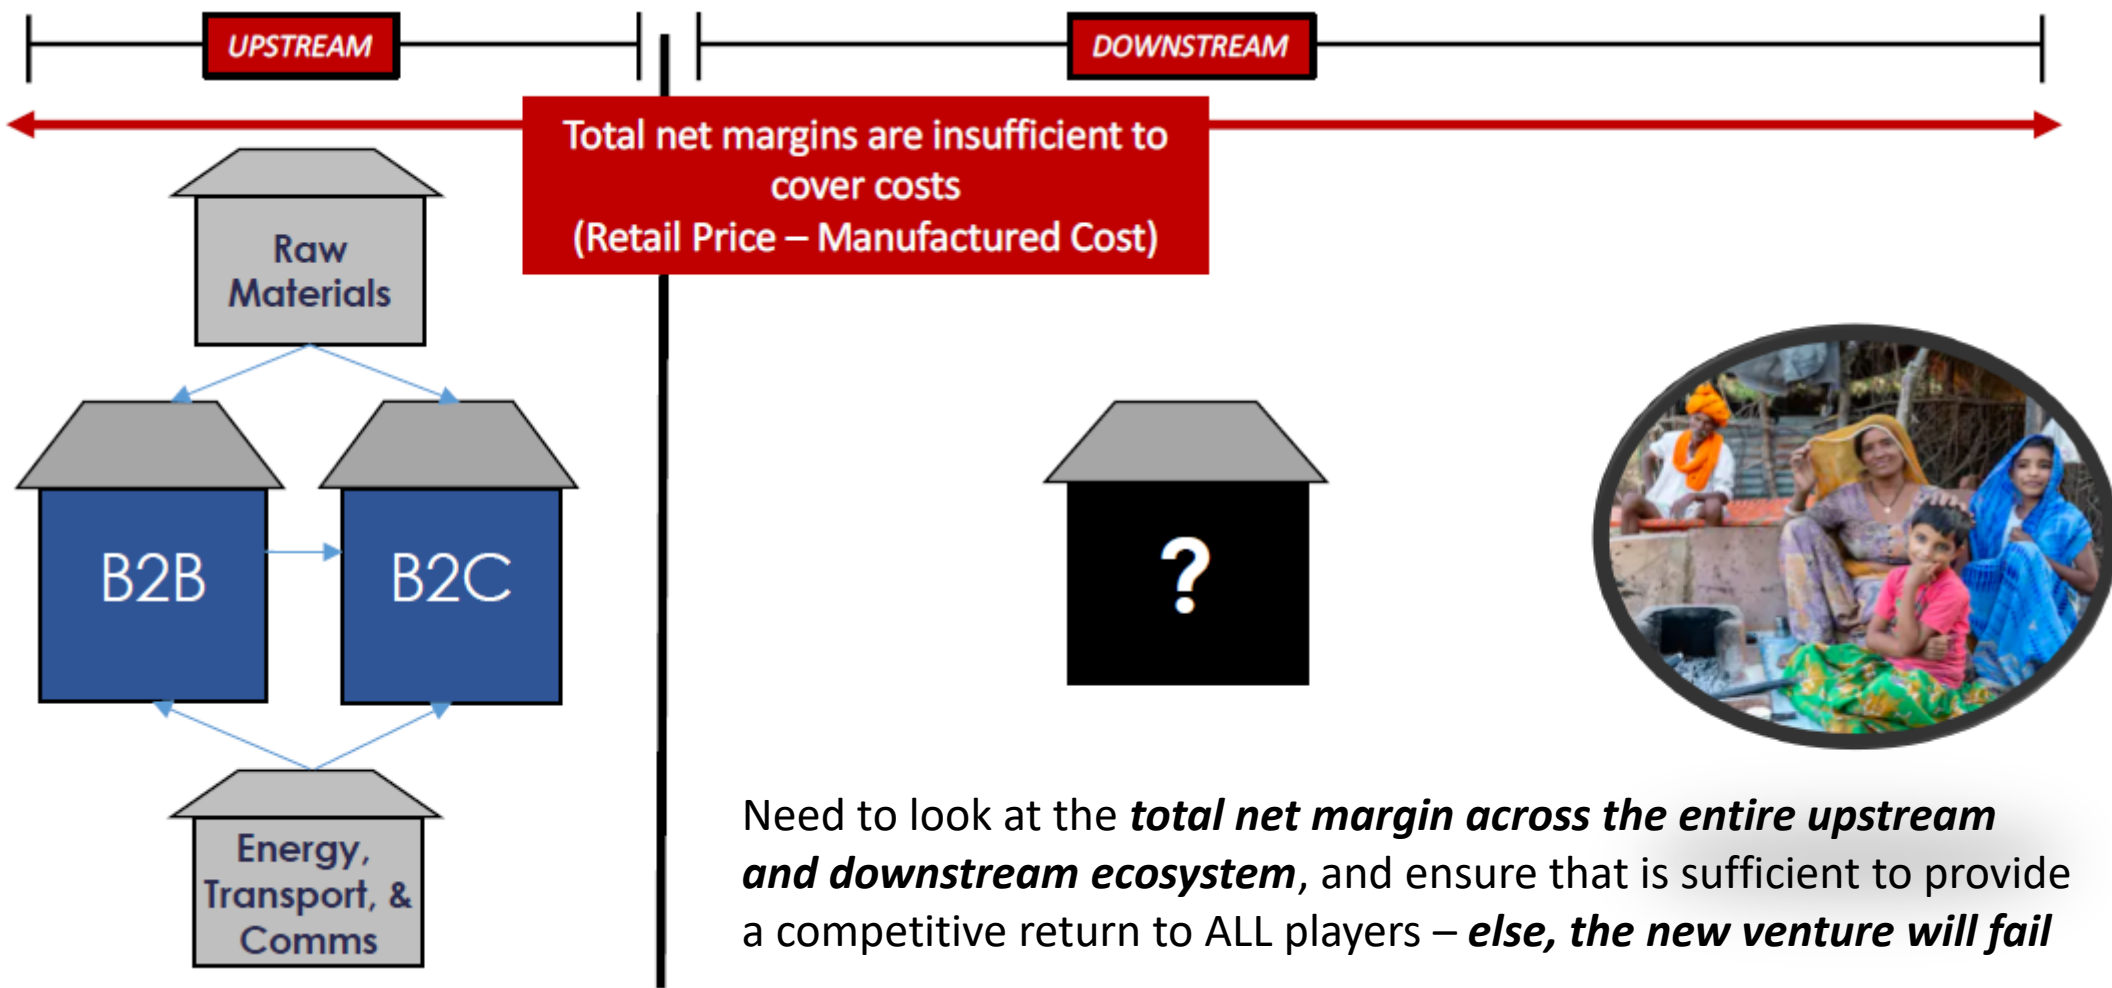 UPSTREAM
DOWNSTREAM
Total net margins are insufficient to
cover costs
(Retail Price – Manufactured Cost)
Raw
Materials
B2B
B2C
?
Energy,
Transport, &
Comms
Need to look at the total net margin across the entire upstream
and downstream ecosystem, and ensure that is sufficient to provide
a competitive return to ALL players – else, the new venture will fail